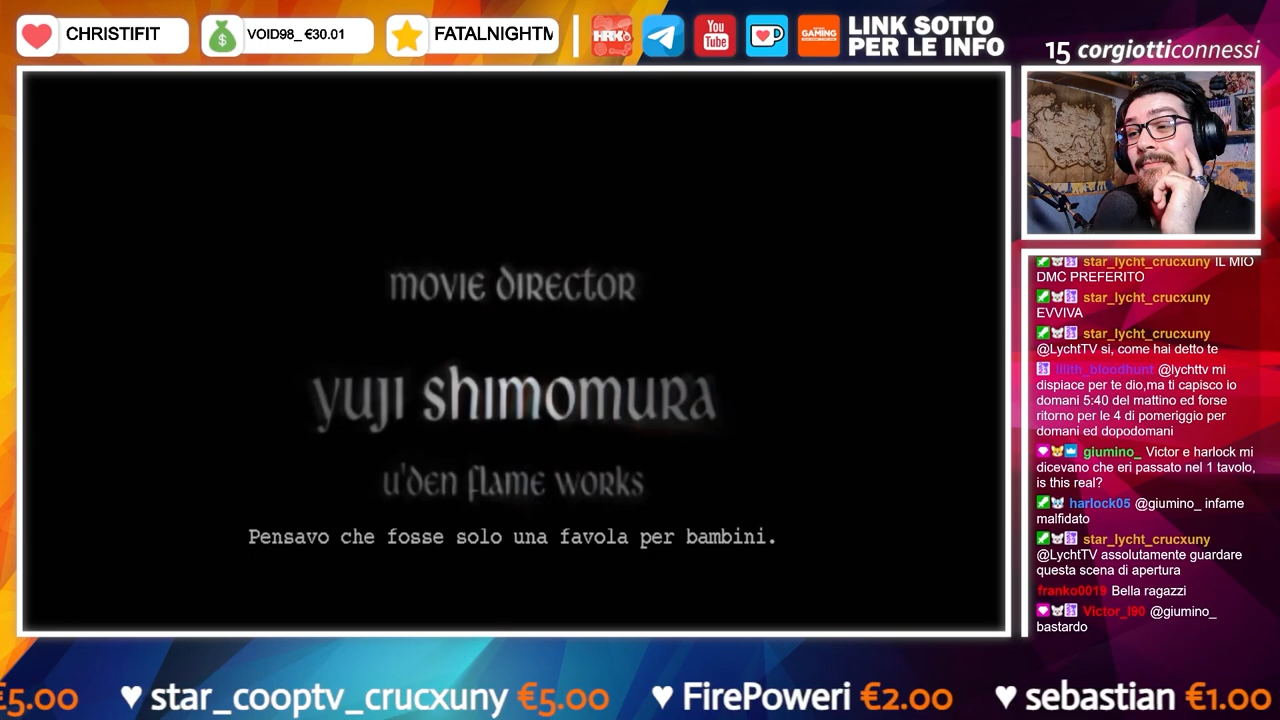 CHRISTIFIT
VOID98_ €30.01
FATALNIGHTM
HRK
You
Tube
GAMING
LINK SOTTO
PER LE INFO
15 corgiotticonnessi
movie director
yuji shimomura
u'den flame works
Pensavo che fosse solo una favola per bambini.
star_lycht_crucxuny IL MIO
DMC PREFERITO
star_lycht_crucxuny
EVVIVA
star_lycht_crucxuny
@LychtTV si, come hai detto te
lilith_bloodhunt @lychttv mi
dispiace per te dio,ma ti capisco io
domani 5:40 del mattino ed forse
ritorno per le 4 di pomeriggio per
domani ed dopodomani
giumino_ Victor e harlock mi
dicevano che eri passato nel 1 tavolo,
is this real?
harlock05 @giumino_ infame
malfidato
star_lycht_crucxuny
@LychtTV assolutamente guardare
questa scena di apertura
franko0019 Bella ragazzi
Victor_l90 @giumino_
bastardo
€5.00 ♥ star_cooptv_crucxuny €5.00 ♥ FirePoweri €2.00 ♥ sebastian €1.00